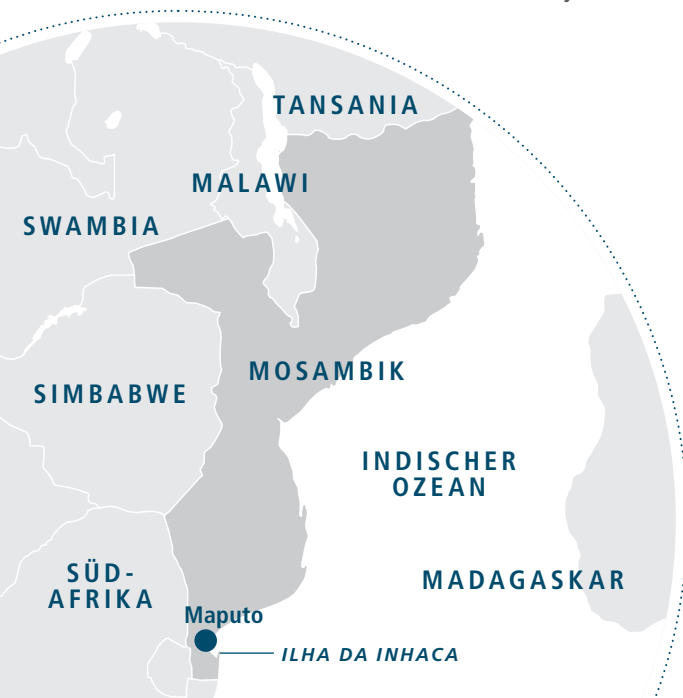 TANSANIA
MALAWI
SWAMBIA
MOSAMBIK
SIMBABWE
INDISCHER
OZEAN
SÜD-
AFRIKA
MADAGASKAR
Maputo
ILHA DA INHACA